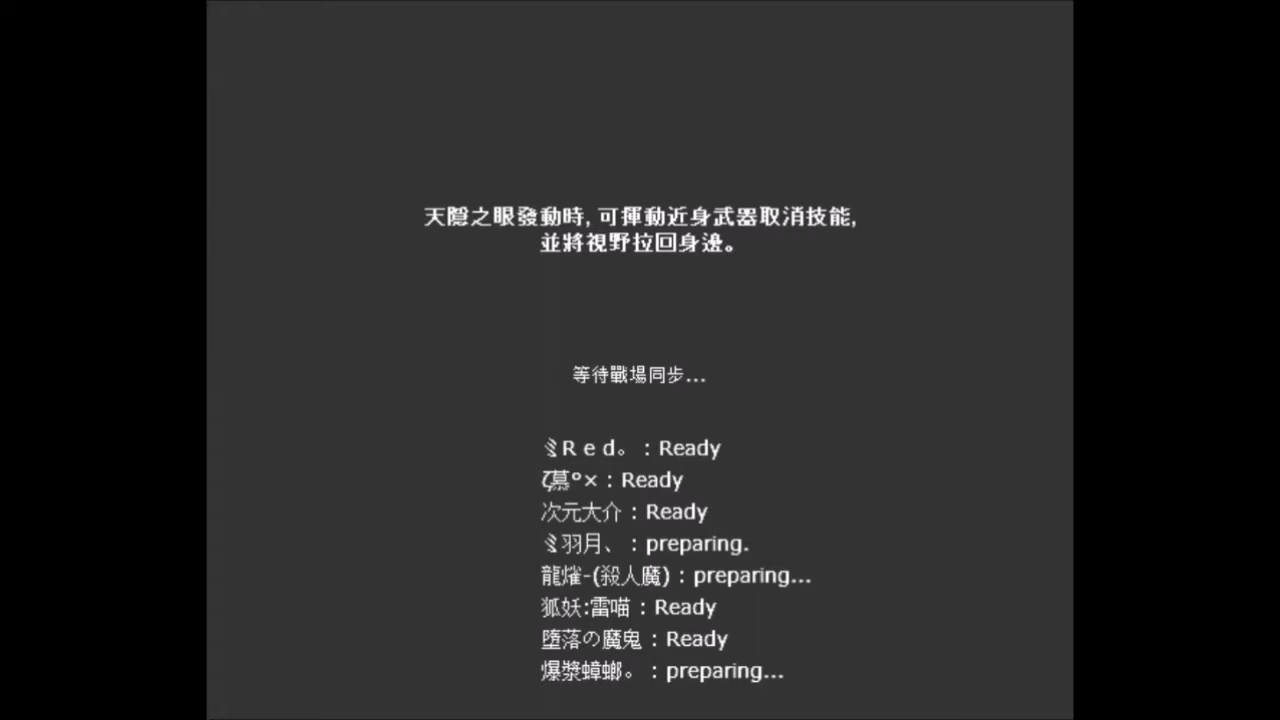 天隱之眼發動時,可揮動近身武器取消技能,
並將視野拉回身邊。
等待戰場同步...
ﾐR e d。 : Ready
ζ慕°× : Ready
次元大介 : Ready
ﾐ羽月、 : preparing.
龍燿-(殺人魔) : preparing...
狐妖:雷喵 : Ready
墮落の魔鬼 : Ready
爆漿蟑螂。 : preparing...